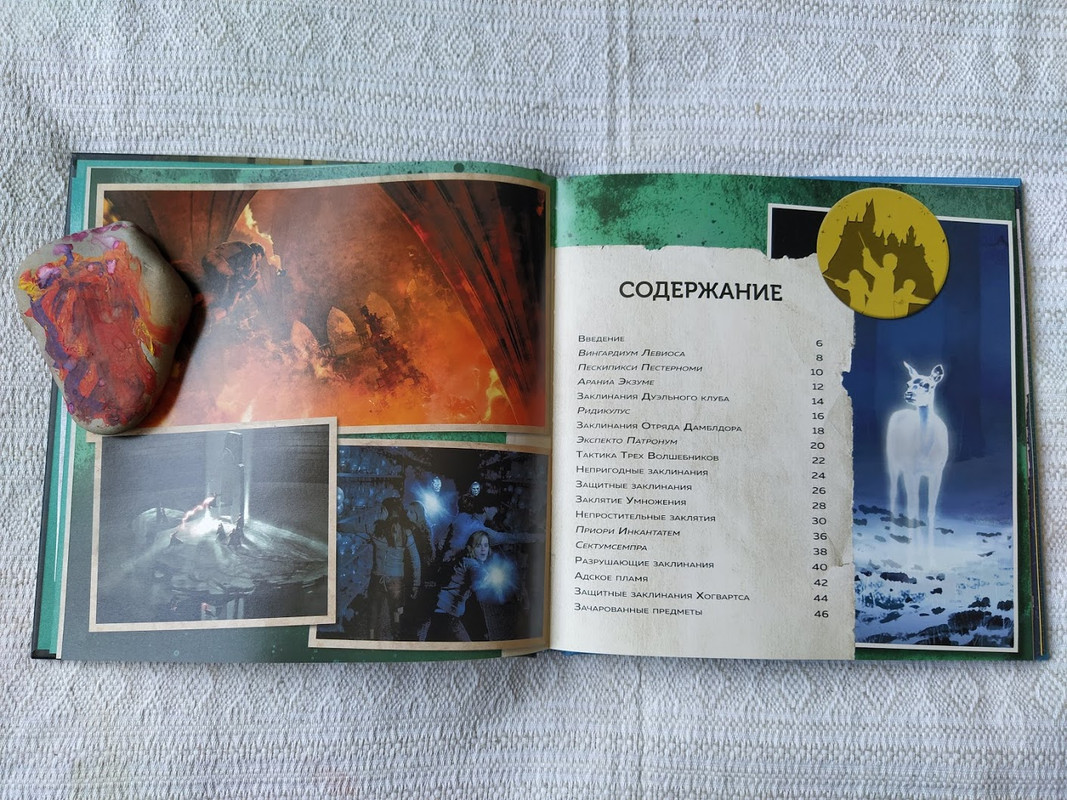 СОДЕРЖАНИЕ
Введение 6
Вингардиум Левиоса 8
Пескипикси Пестерноми 10
Арания Экзуме 12
Заклинания Дуэльного клуба 14
Ридикулус 16
Заклинания Отряда Дамблдора 18
Экспекто Патронум 20
Тактика Трех Волшебников 22
Непригодные заклинания 24
Защитные заклинания 26
Заклятие Умножения 28
Непростительные заклятия 30
Приори Инкантатем 36
Сектумсемпра 38
Разрушающие заклинания 40
Адское пламя 42
Защитные заклинания Хогвартса 44
Зачарованные предметы 46